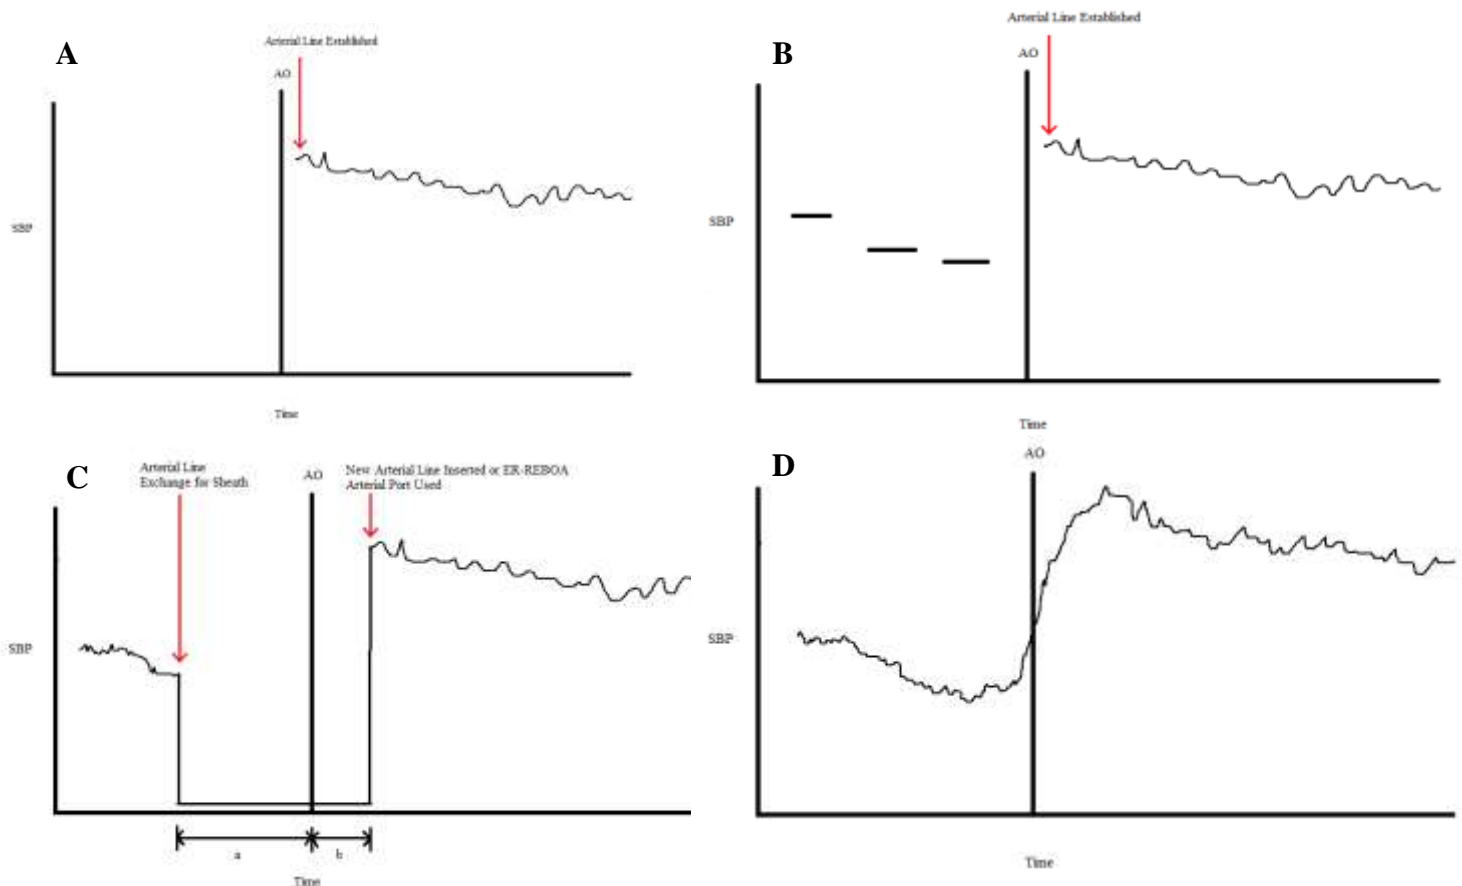 A
Arterial Line Established
AO
SBP
Time
B
Arterial Line Established
AO
SBP
Time
C
Arterial Line
Exchange for Sheath
AO
New Arterial Line Inserted or ER-REBOA
Arterial Port Used
SBP
a
b
Time
D
AO
SBP
Time